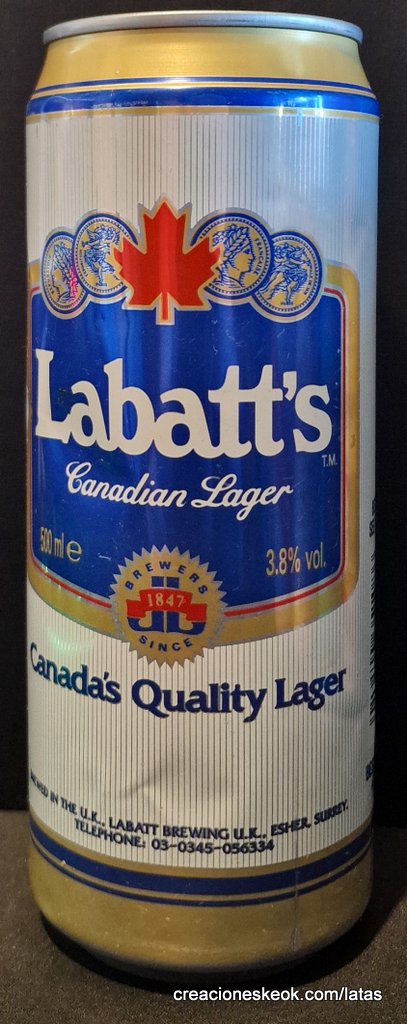 Labatt's
T.M.
Canadian Lager
500 ml e
3.8% vol.
BREWERS
1847
SINCE
Canada's Quality Lager
BREWED IN THE U.K., LABATT BREWING U.K., ESHER, SURREY.
TELEPHONE: 03-0345-056334
creacioneskeok.com/latas